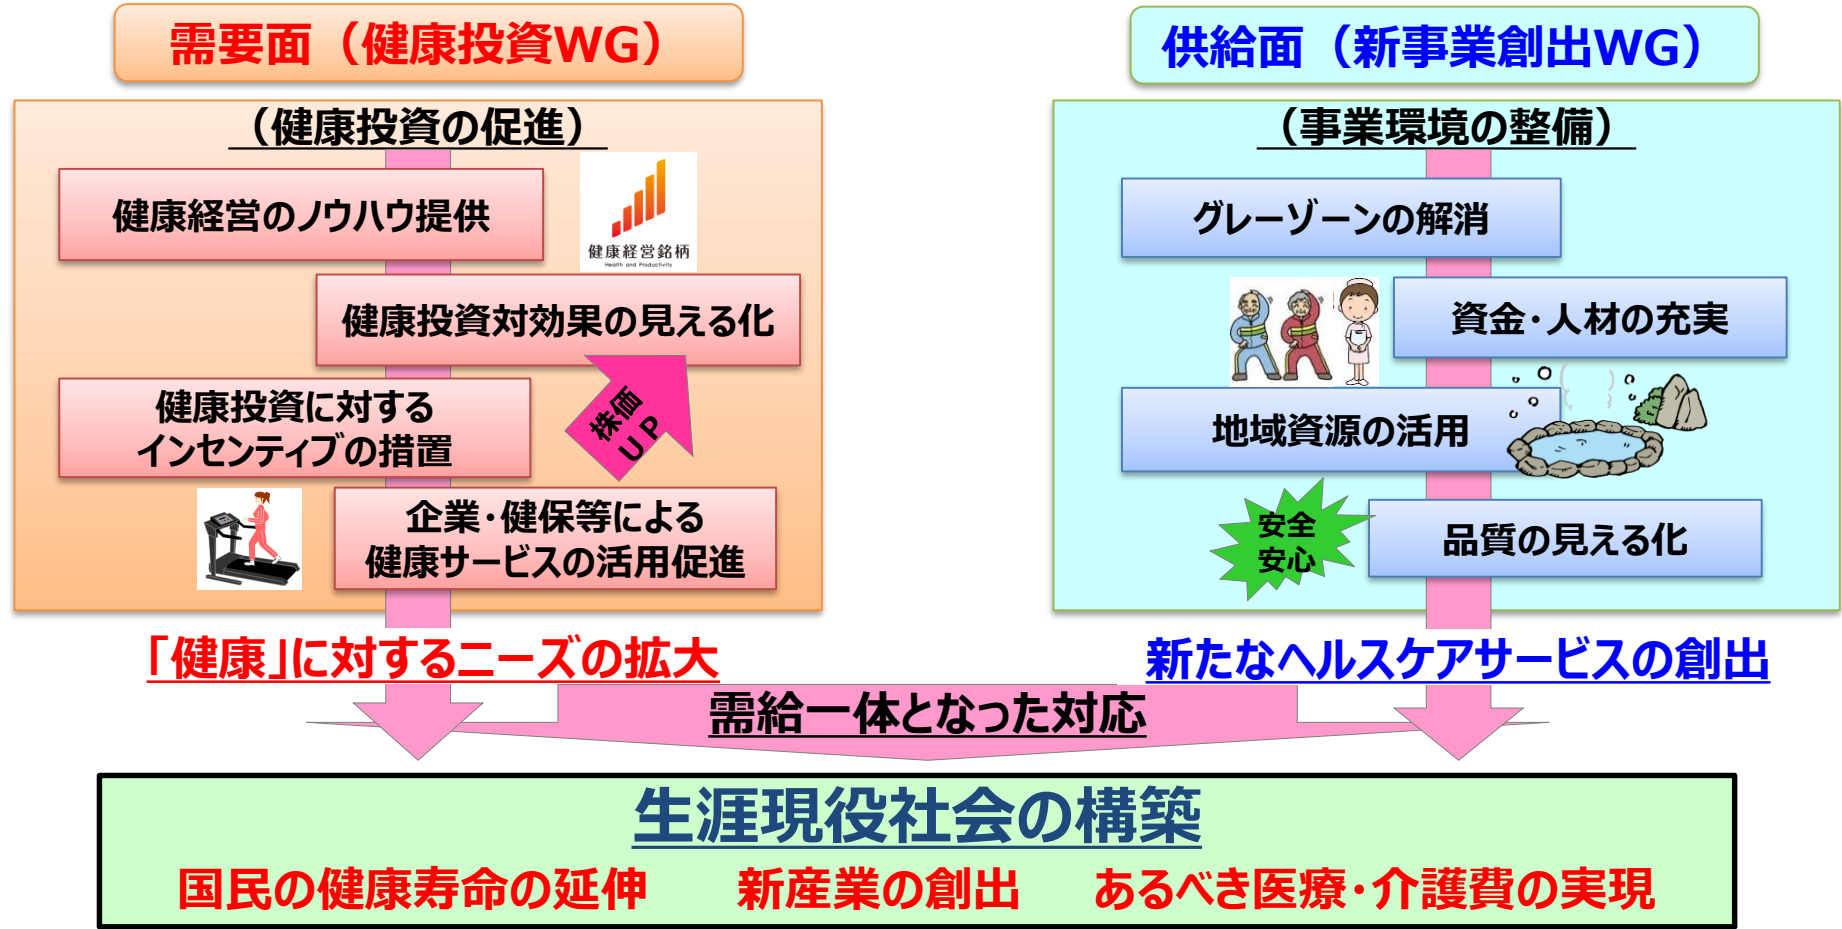 需要面（健康投資WG）
（健康投資の促進）
健康経営のノウハウ提供
健康経営銘柄
Health and Productivity
健康投資対効果の見える化
健康投資に対する
インセンティブの措置
株価
UP
企業・健保等による
健康サービスの活用促進
「健康」に対するニーズの拡大
供給面（新事業創出WG）
（事業環境の整備）
グレーゾーンの解消
資金・人材の充実
地域資源の活用
安全
安心
品質の見える化
新たなヘルスケアサービスの創出
需給一体となった対応
生涯現役社会の構築
国民の健康寿命の延伸　新産業の創出　あるべき医療・介護費の実現